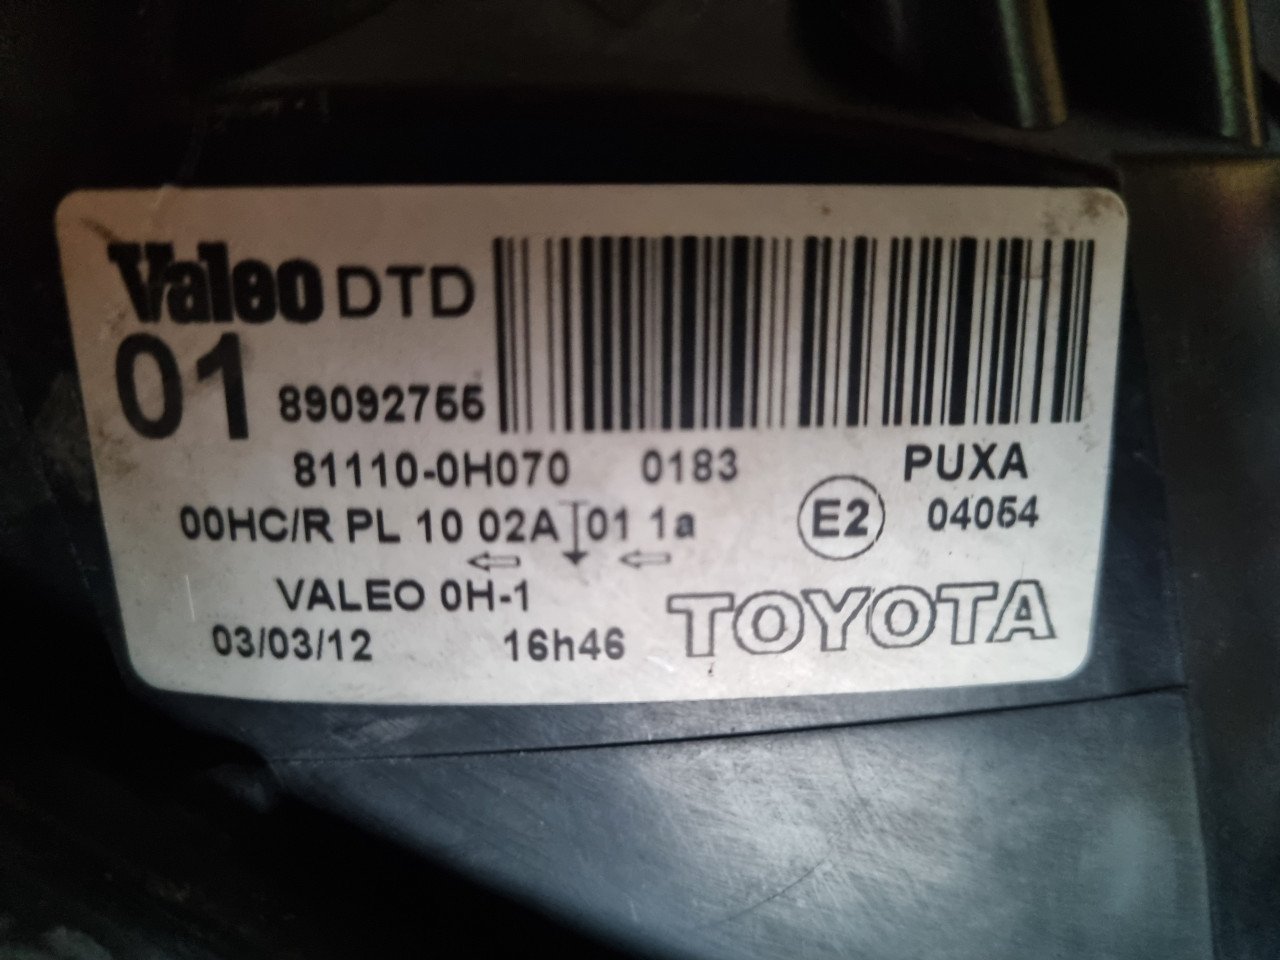 Valeo DTD
01 89092755
81110-0H070 0183 PUXA
00HC/R PL 10 02A 01 1a E2 04054
VALEO 0H-1
03/03/12 16h46 TOYOTA